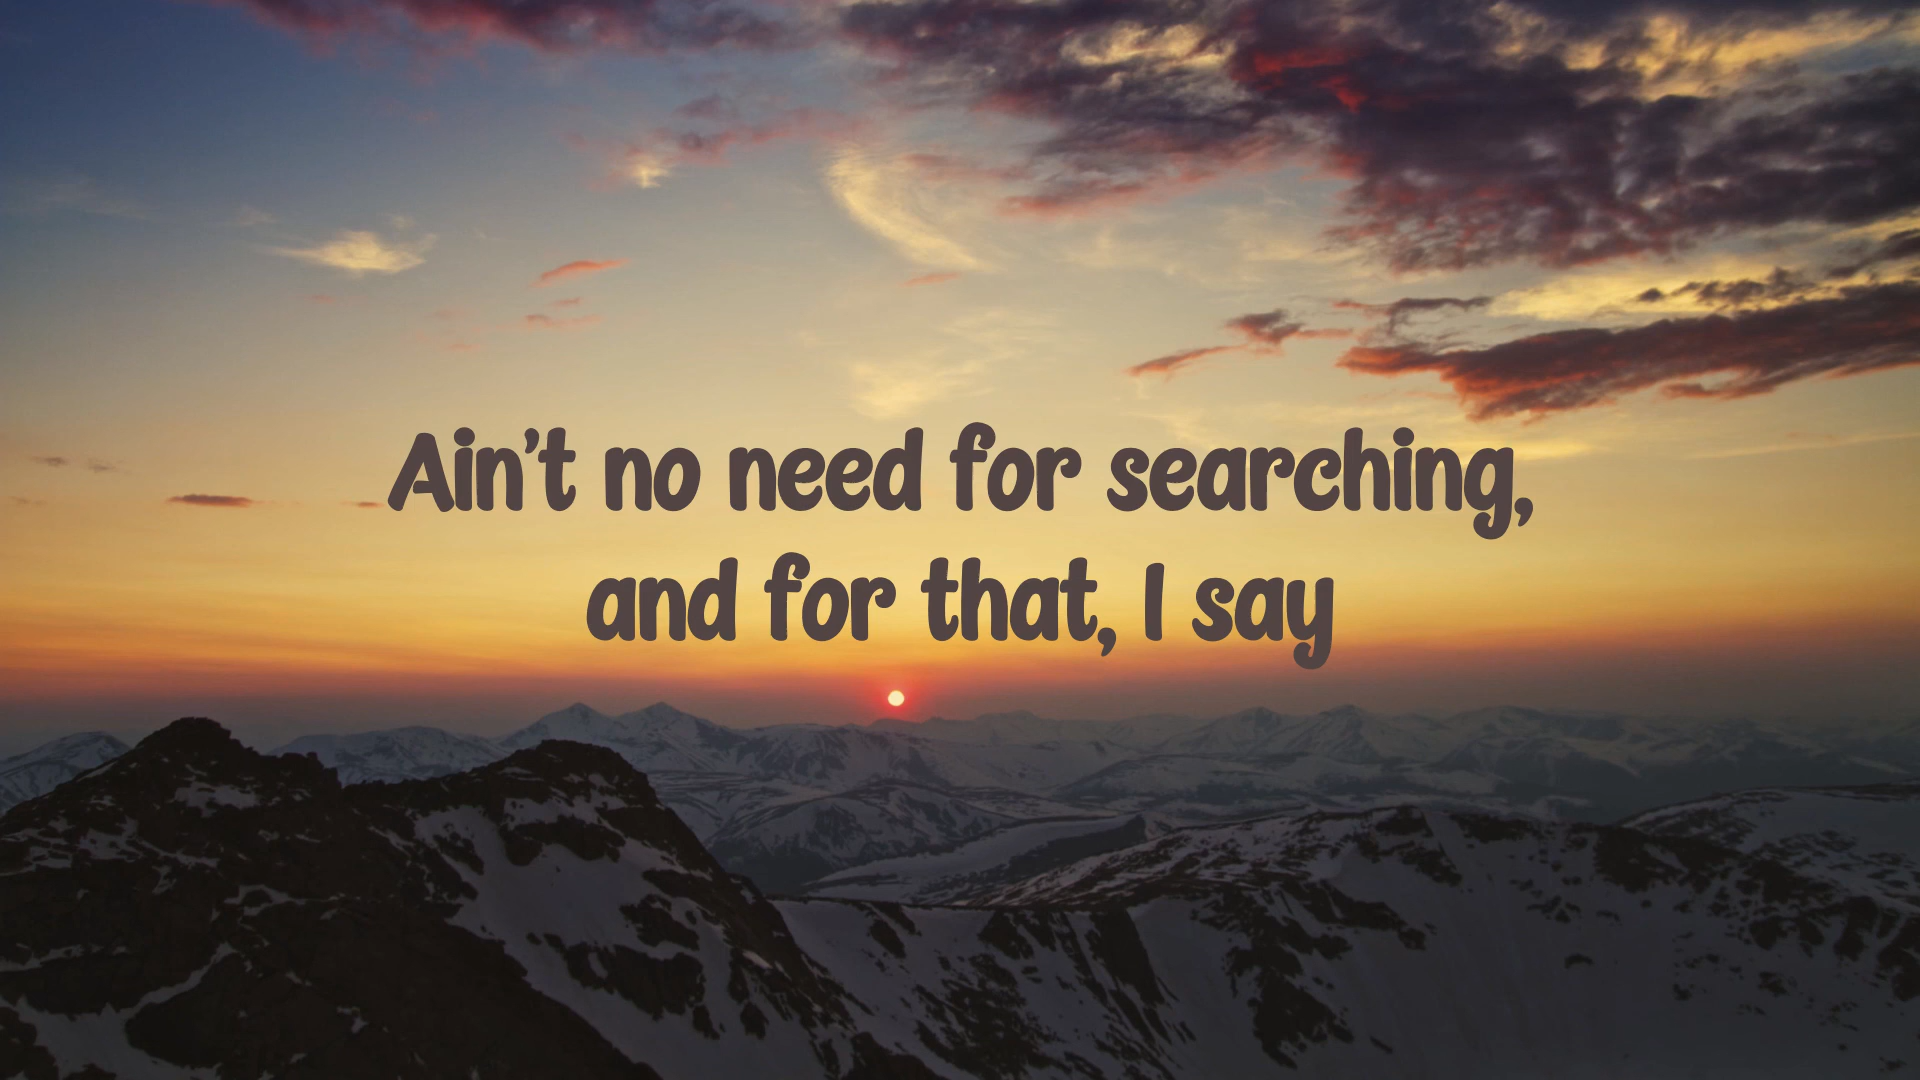 Ain't no need for searching,
and for that, I say